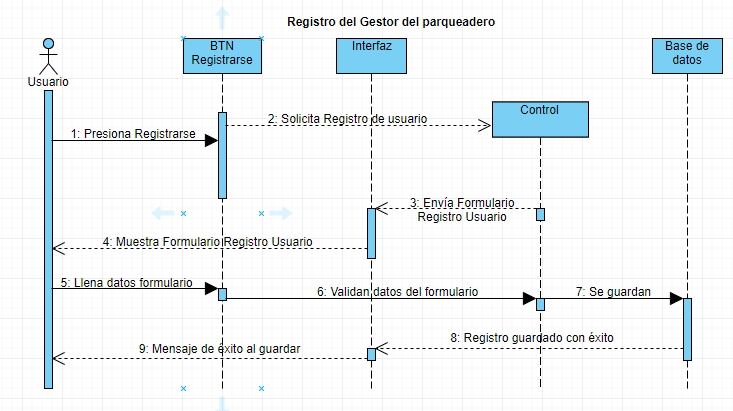 Registro del Gestor del parqueadero
BTN
Registrarse
Interfaz
Base de
datos
Usuario
Control
2: Solicita Registro de usuario
1: Presiona Registrarse
3: Envía Formulario
Registro Usuario
4: Muestra Formulario Registro Usuario
5: Llena datos formulario
6: Validan datos del formulario
7: Se guardan
8: Registro guardado con éxito
9: Mensaje de éxito al guardar